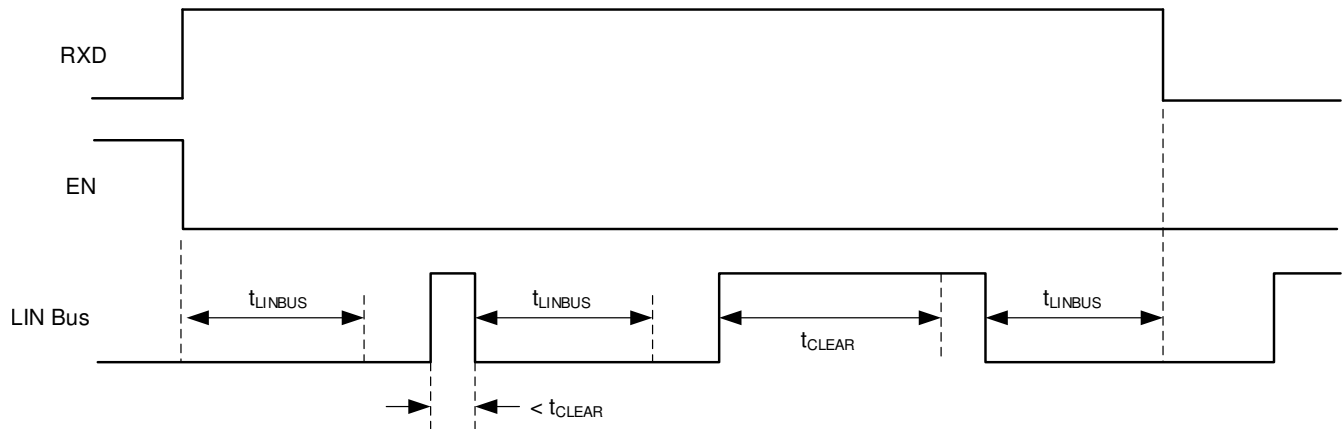 RXD
EN
LIN Bus
tLINBUS
tLINBUS
tCLEAR
tLINBUS
< tCLEAR